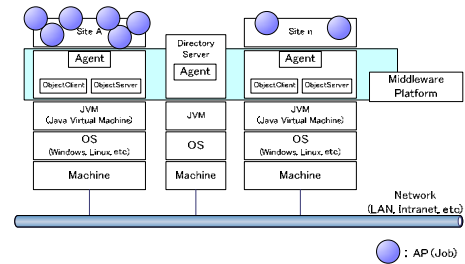 Site A
Site n
Directory
Server
Agent
Agent
Agent
ObjectClient
ObjectServer
ObjectClient
ObjectServer
Middleware
Platform
JVM
(Java Virtual Machine)
JVM
JVM
(Java Virtual Machine)
OS
(Windows, Linux, etc)
OS
OS
(Windows, Linux, etc)
Machine
Machine
Machine
Network
(LAN, Intranet, etc)
: AP (Job)